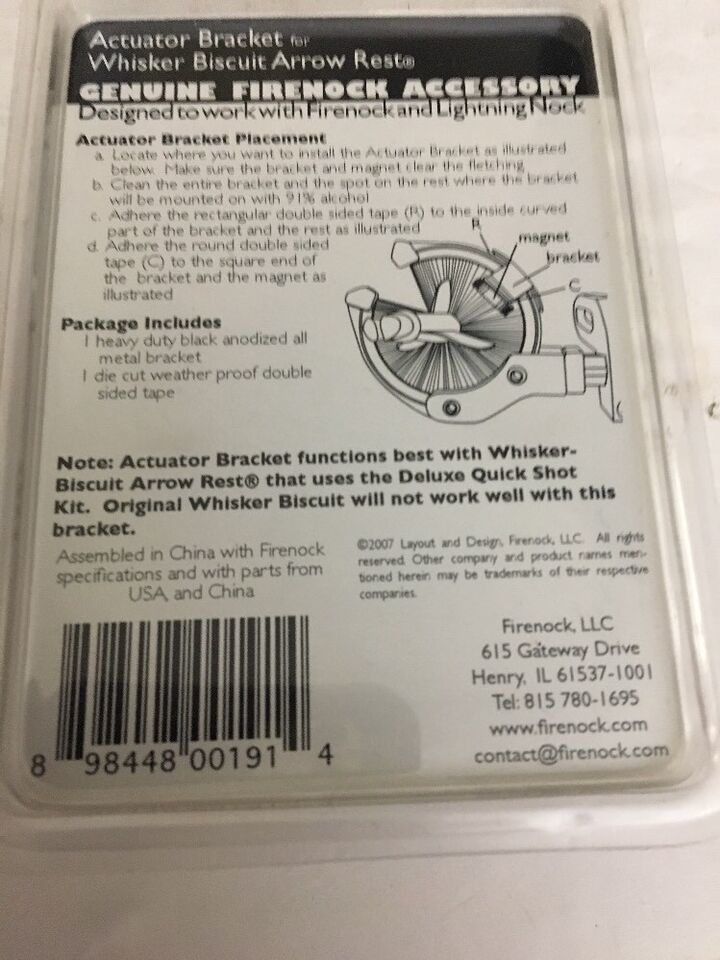 Actuator Bracket for
Whisker Biscuit Arrow Rest®
GENUINE FIRENOCK ACCESSORY
Designed to work with Firenock and Lightning Nock
Actuator Bracket Placement
a. Locate where you want to install the Actuator Bracket as illustrated
below. Make sure the bracket and magnet clear the fletching
b. Clean the entire bracket and the spot on the rest where the bracket
will be mounted on with 91% alcohol
c. Adhere the rectangular double sided tape (R) to the inside curved
part of the bracket and the rest as illustrated
d. Adhere the round double sided
tape (C) to the square end of
the bracket and the magnet as
illustrated
R
magnet
bracket
C
Package Includes
1 heavy duty black anodized all
metal bracket
1 die cut weather proof double
sided tape
Note: Actuator Bracket functions best with Whisker-
Biscuit Arrow Rest® that uses the Deluxe Quick Shot
Kit. Original Whisker Biscuit will not work well with this
bracket.
Assembled in China with Firenock
specifications and with parts from
USA and China
©2007 Layout and Design, Firenock, LLC. All rights
reserved. Other company and product names men-
tioned herein may be trademarks of their respective
companies.
Firenock, LLC
615 Gateway Drive
Henry, IL 61537-1001
Tel: 815 780-1695
www.firenock.com
contact@firenock.com
8 98448 00191 4